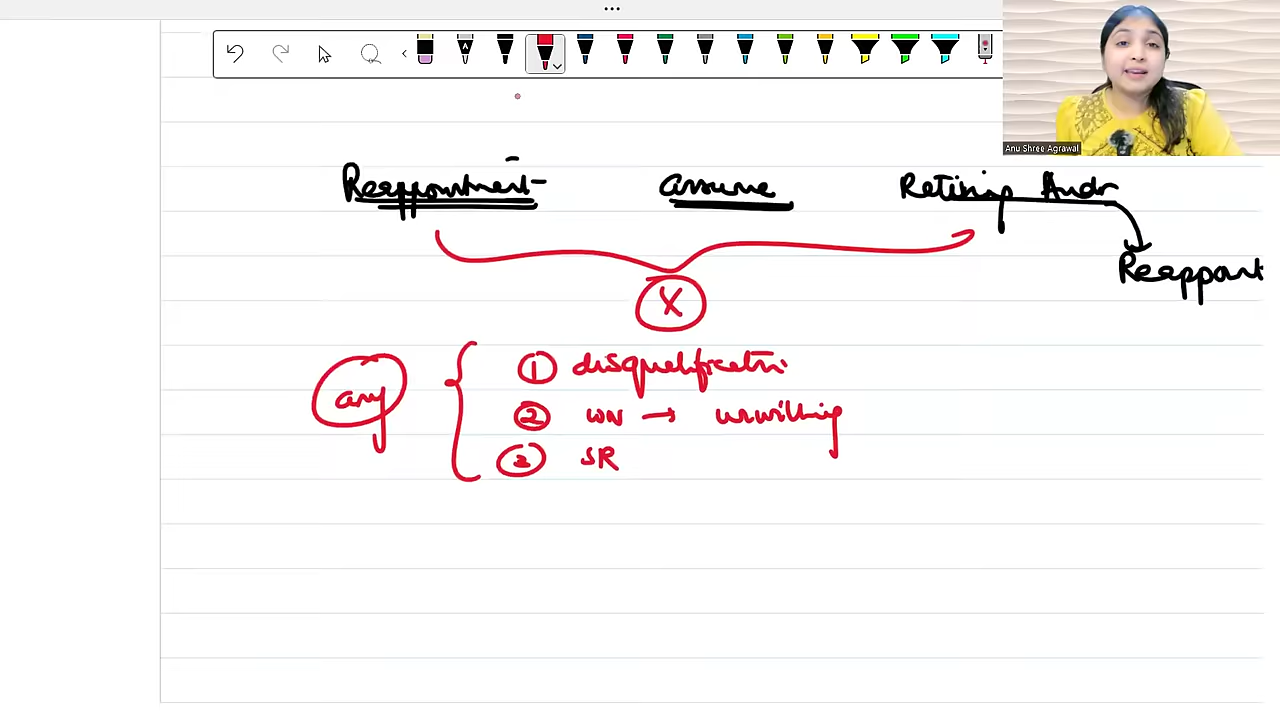 Anu Shree Agrawal
Reappointment assume Retiring Audr
Reappoint
X
any
① disqualification
② WN → unwilling
③ SR